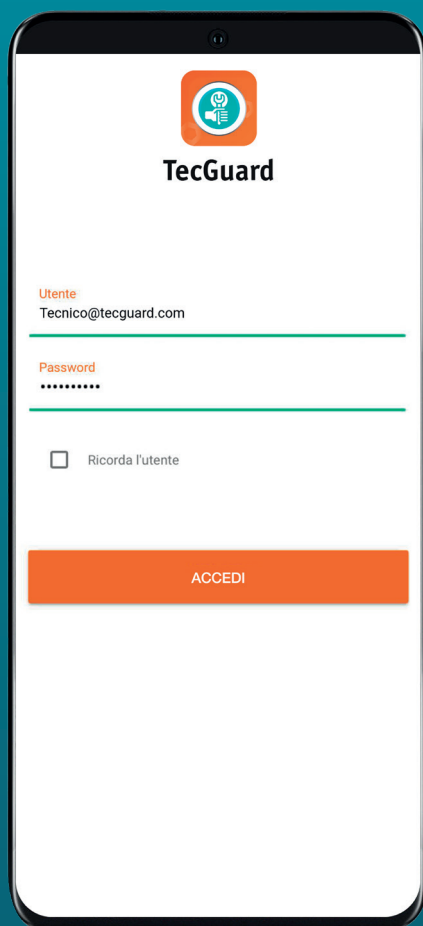 TecGuard
Utente
Tecnico@tecguard.com
Password
••••••••••
Ricorda l'utente
ACCEDI